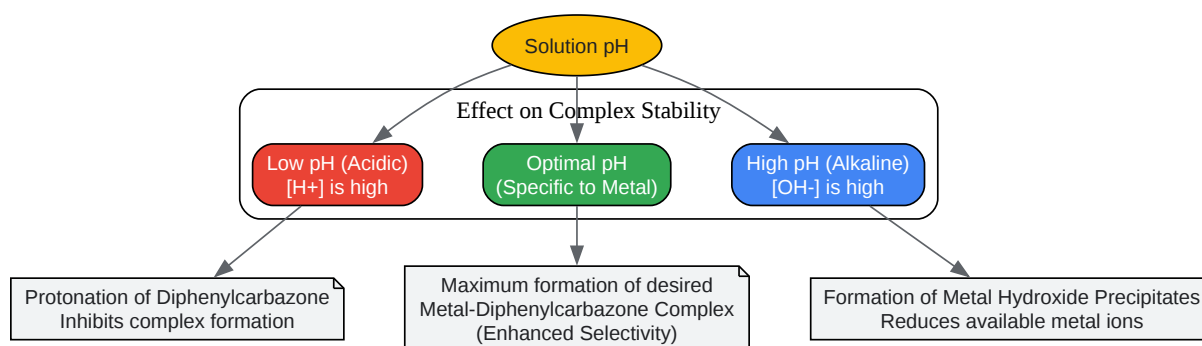 Solution pH
Effect on Complex Stability
Low pH (Acidic)
[H+] is high
Optimal pH
(Specific to Metal)
High pH (Alkaline)
[OH-] is high
Protonation of Diphenylcarbazone
Inhibits complex formation
Maximum formation of desired
Metal-Diphenylcarbazone Complex
(Enhanced Selectivity)
Formation of Metal Hydroxide Precipitates
Reduces available metal ions